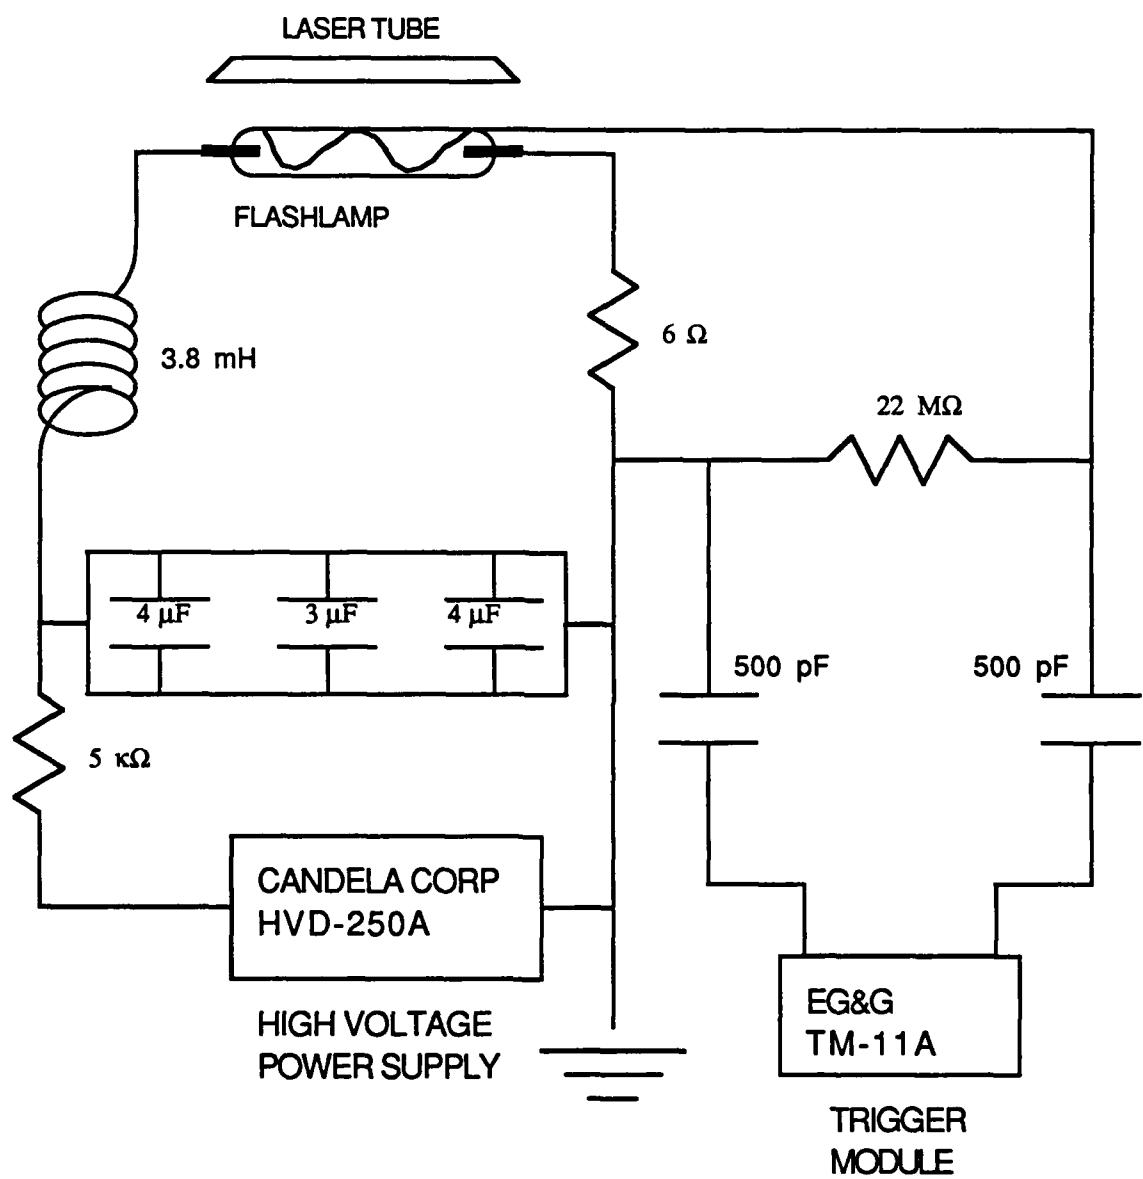 LASER TUBE
FLASHLAMP
3.8 mH
6 Ω
22 MΩ
4 µF
3 µF
4 µF
500 pF
500 pF
5 κΩ
CANDELA CORP
HVD-250A
HIGH VOLTAGE
POWER SUPPLY
EG&G
TM-11A
TRIGGER
MODULE